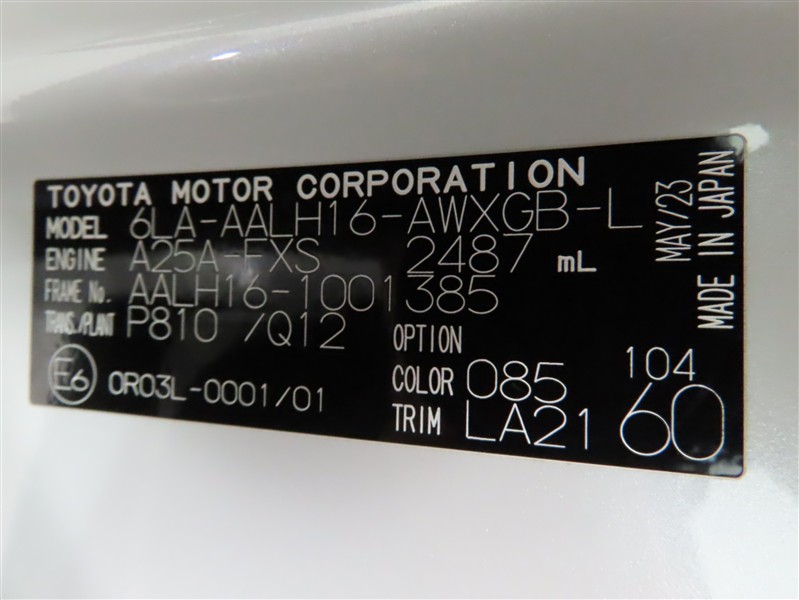 TOYOTA MOTOR CORPORATION
MODEL 6LA-AALH16-AWXGB-L
ENGINE A25A-FXS 2487 mL
FRAME No. AALH16-1001385
TRANS./PLANT P810 /Q12
OPTION
E6 0R03L-0001/01
COLOR 085 104
TRIM LA21 60
MAY/23
MADE IN JAPAN